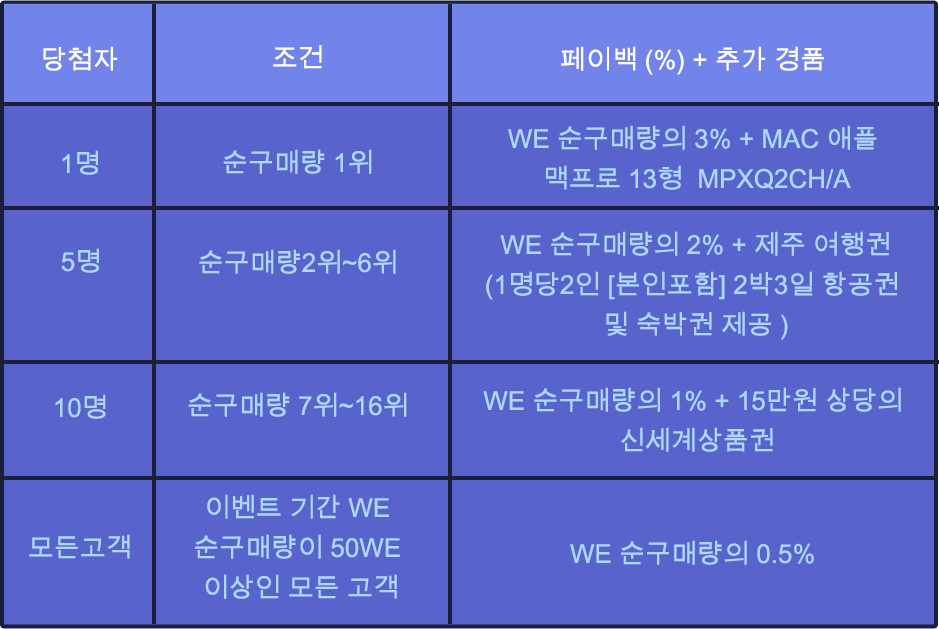 당첨자
조건
페이백 (%) + 추가 경품
1명
순구매량 1위
WE 순구매량의 3% + MAC 애플
맥프로 13형 MPXQ2CH/A
5명
순구매량2위~6위
WE 순구매량의 2% + 제주 여행권
(1명당2인 [본인포함] 2박3일 항공권
및 숙박권 제공 )
10명
순구매량 7위~16위
WE 순구매량의 1% + 15만원 상당의
신세계상품권
모든고객
이벤트 기간 WE
순구매량이 50WE
이상인 모든 고객
WE 순구매량의 0.5%